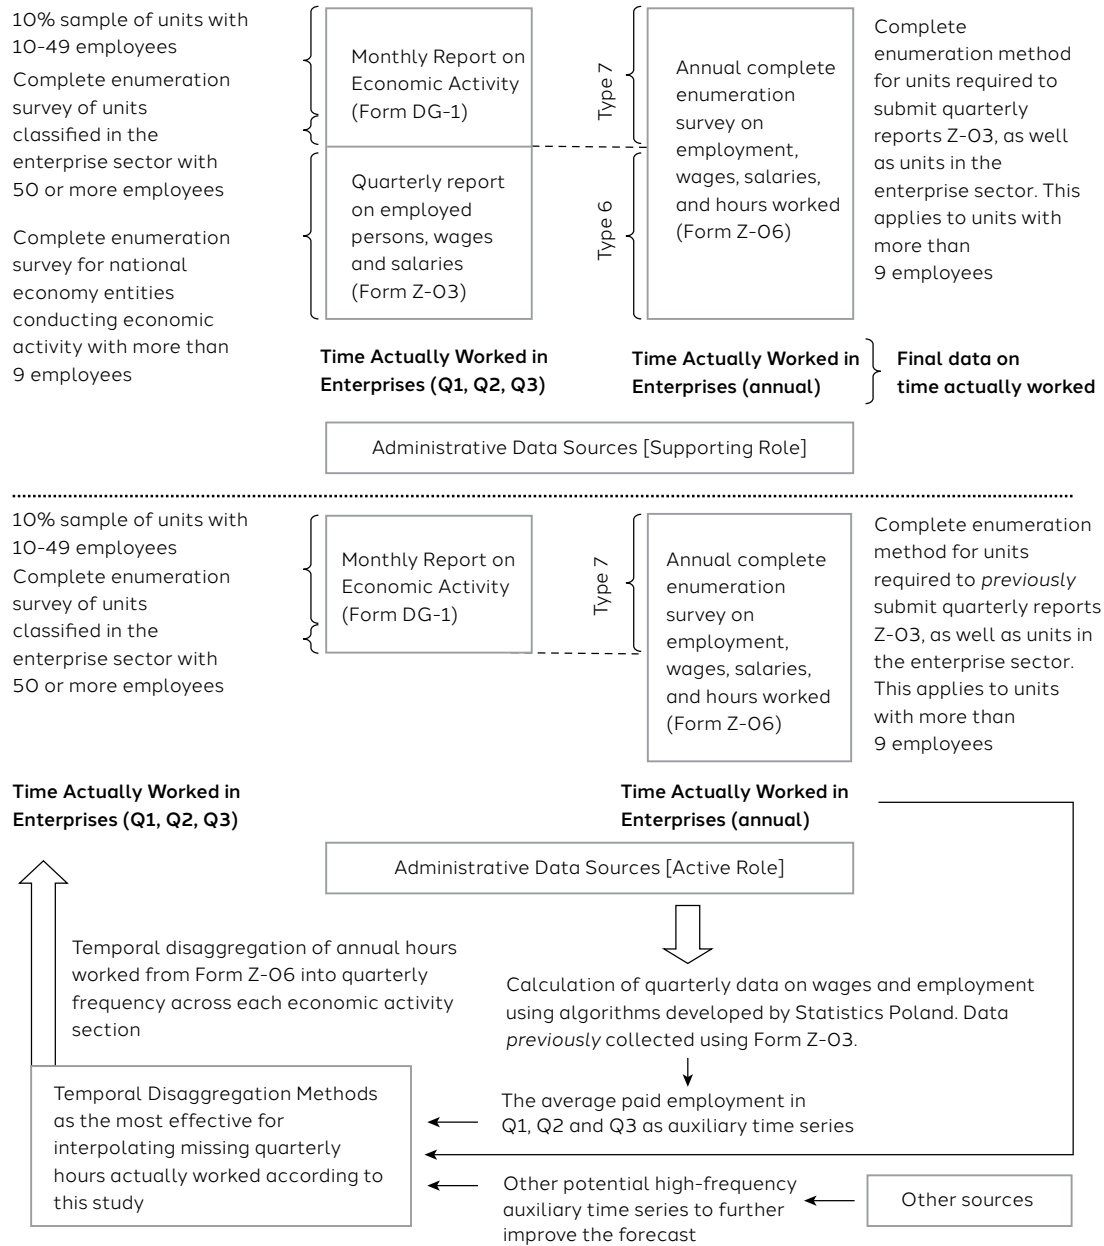 10% sample of units with
10-49 employees
Complete enumeration
survey of units
classified in the
enterprise sector with
50 or more employees
Complete enumeration
survey for national
economy entities
conducting economic
activity with more than
9 employees
Monthly Report on
Economic Activity
(Form DG-1)
Quarterly report
on employed
persons, wages
and salaries
(Form Z-03)
Type 7
Type 6
Annual complete
enumeration
survey on
employment,
wages, salaries,
and hours worked
(Form Z-06)
Complete
enumeration method
for units required to
submit quarterly
reports Z-03, as well
as units in the
enterprise sector. This
applies to units with
more than
9 employees
Time Actually Worked in
Enterprises (Q1, Q2, Q3)
Time Actually Worked in
Enterprises (annual)
Final data on
time actually worked
Administrative Data Sources [Supporting Role]
10% sample of units with
10-49 employees
Complete enumeration
survey of units
classified in the
enterprise sector with
50 or more employees
Monthly Report on
Economic Activity
(Form DG-1)
Type 7
Annual complete
enumeration
survey on
employment,
wages, salaries,
and hours worked
(Form Z-06)
Complete enumeration
method for units
required to previously
submit quarterly reports
Z-03, as well as units in
the enterprise sector.
This applies to units
with more than
9 employees
Time Actually Worked in
Enterprises (Q1, Q2, Q3)
Time Actually Worked in
Enterprises (annual)
Administrative Data Sources [Active Role]
Temporal disaggregation of annual hours
worked from Form Z-06 into quarterly
frequency across each economic activity
section
Calculation of quarterly data on wages and employment
using algorithms developed by Statistics Poland. Data
previously collected using Form Z-03.
Temporal Disaggregation Methods
as the most effective for
interpolating missing quarterly
hours actually worked according to
this study
The average paid employment in
Q1, Q2 and Q3 as auxiliary time series
Other potential high-frequency
auxiliary time series to further
improve the forecast
Other sources